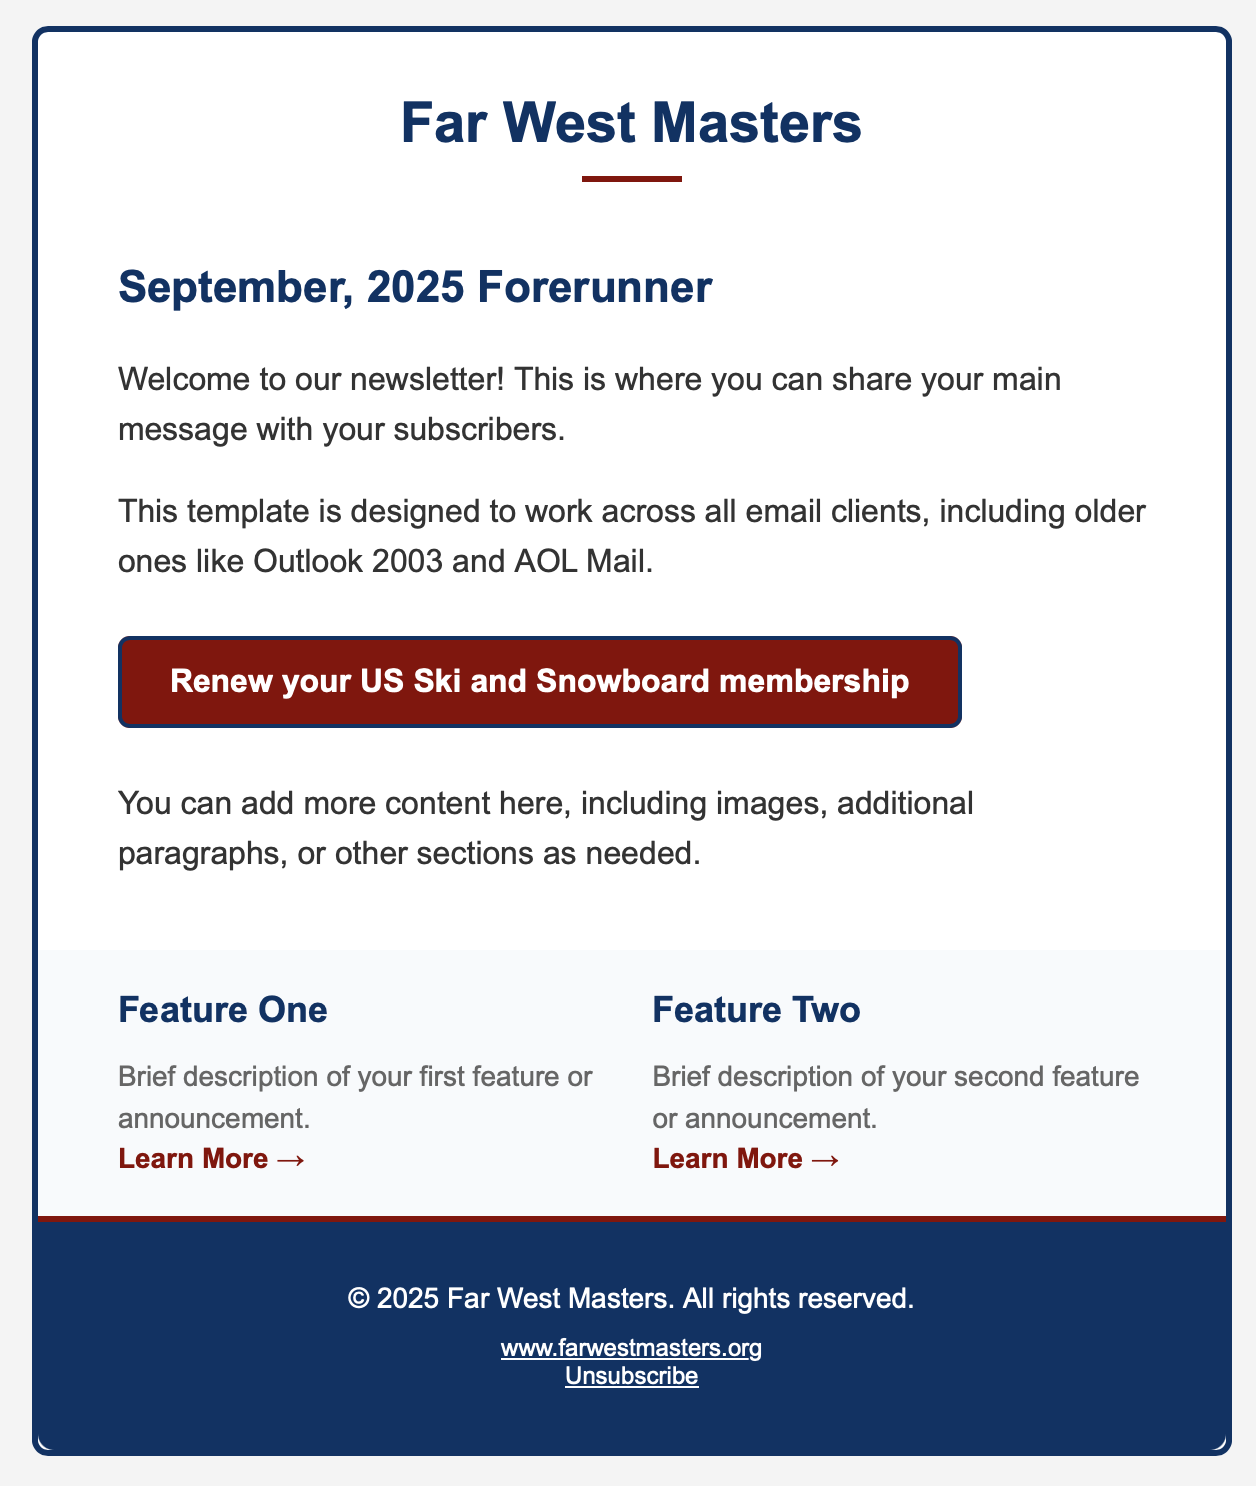 Far West Masters
September, 2025 Forerunner
Welcome to our newsletter! This is where you can share your main
message with your subscribers.
This template is designed to work across all email clients, including older
ones like Outlook 2003 and AOL Mail.
Renew your US Ski and Snowboard membership
You can add more content here, including images, additional
paragraphs, or other sections as needed.
Feature One
Brief description of your first feature or
announcement.
Learn More →
Feature Two
Brief description of your second feature
or announcement.
Learn More →
© 2025 Far West Masters. All rights reserved.
www.farwestmasters.org
Unsubscribe